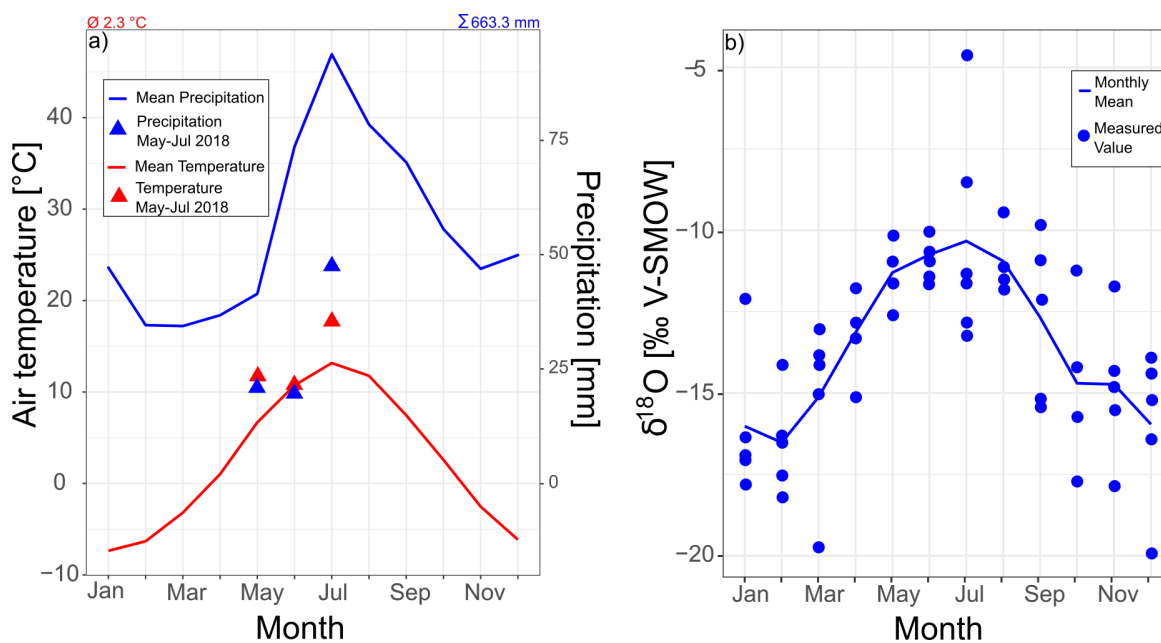 Ø 2.3 °C
Σ 663.3 mm
a)
Mean Precipitation
Precipitation
May-Jul 2018
Mean Temperature
Temperature
May-Jul 2018
Air temperature [°C]
40
30
20
10
0
−10
Precipitation [mm]
75
50
25
0
Jan
Mar
May
Jul
Sep
Nov
Month
b)
Monthly
Mean
Measured
Value
δ¹⁸O [‰ V-SMOW]
−5
−10
−15
−20
Jan
Mar
May
Jul
Sep
Nov
Month